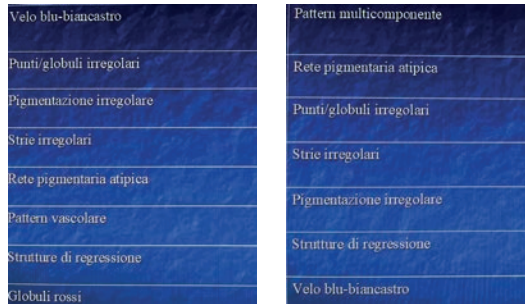 Velo blu-biancastro
Punti/globuli irregolari
Pigmentazione irregolare
Strie irregolari
Rete pigmentaria atipica
Pattern vascolare
Strutture di regressione
Globuli rossi
Pattern multicomponente
Rete pigmentaria atipica
Punti/globuli irregolari
Strie irregolari
Pigmentazione irregolare
Strutture di regressione
Velo blu-biancastro